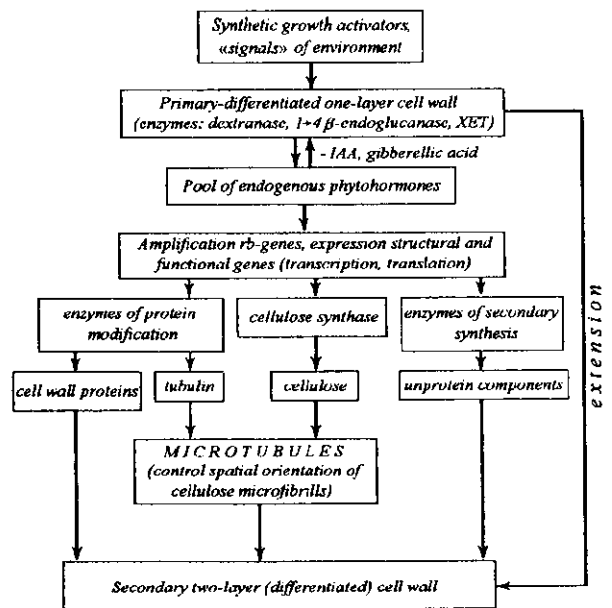 Synthetic growth activators,
«signals» of environment
Primary-differentiated one-layer cell wall
(enzymes: dextranase, 1→4 β-endoglucanase, XET)
- IAA, gibberellic acid
Pool of endogenous phytohormones
Amplification rb-genes, expression structural and
functional genes (transcription, translation)
enzymes of protein
modification
cellulose synthase
enzymes of secondary
synthesis
cell wall proteins
tubulin
cellulose
unprotein components
MICROTUBULES
(control spatial orientation of
cellulose microfibrills)
extension
Secondary two-layer (differentiated) cell wall